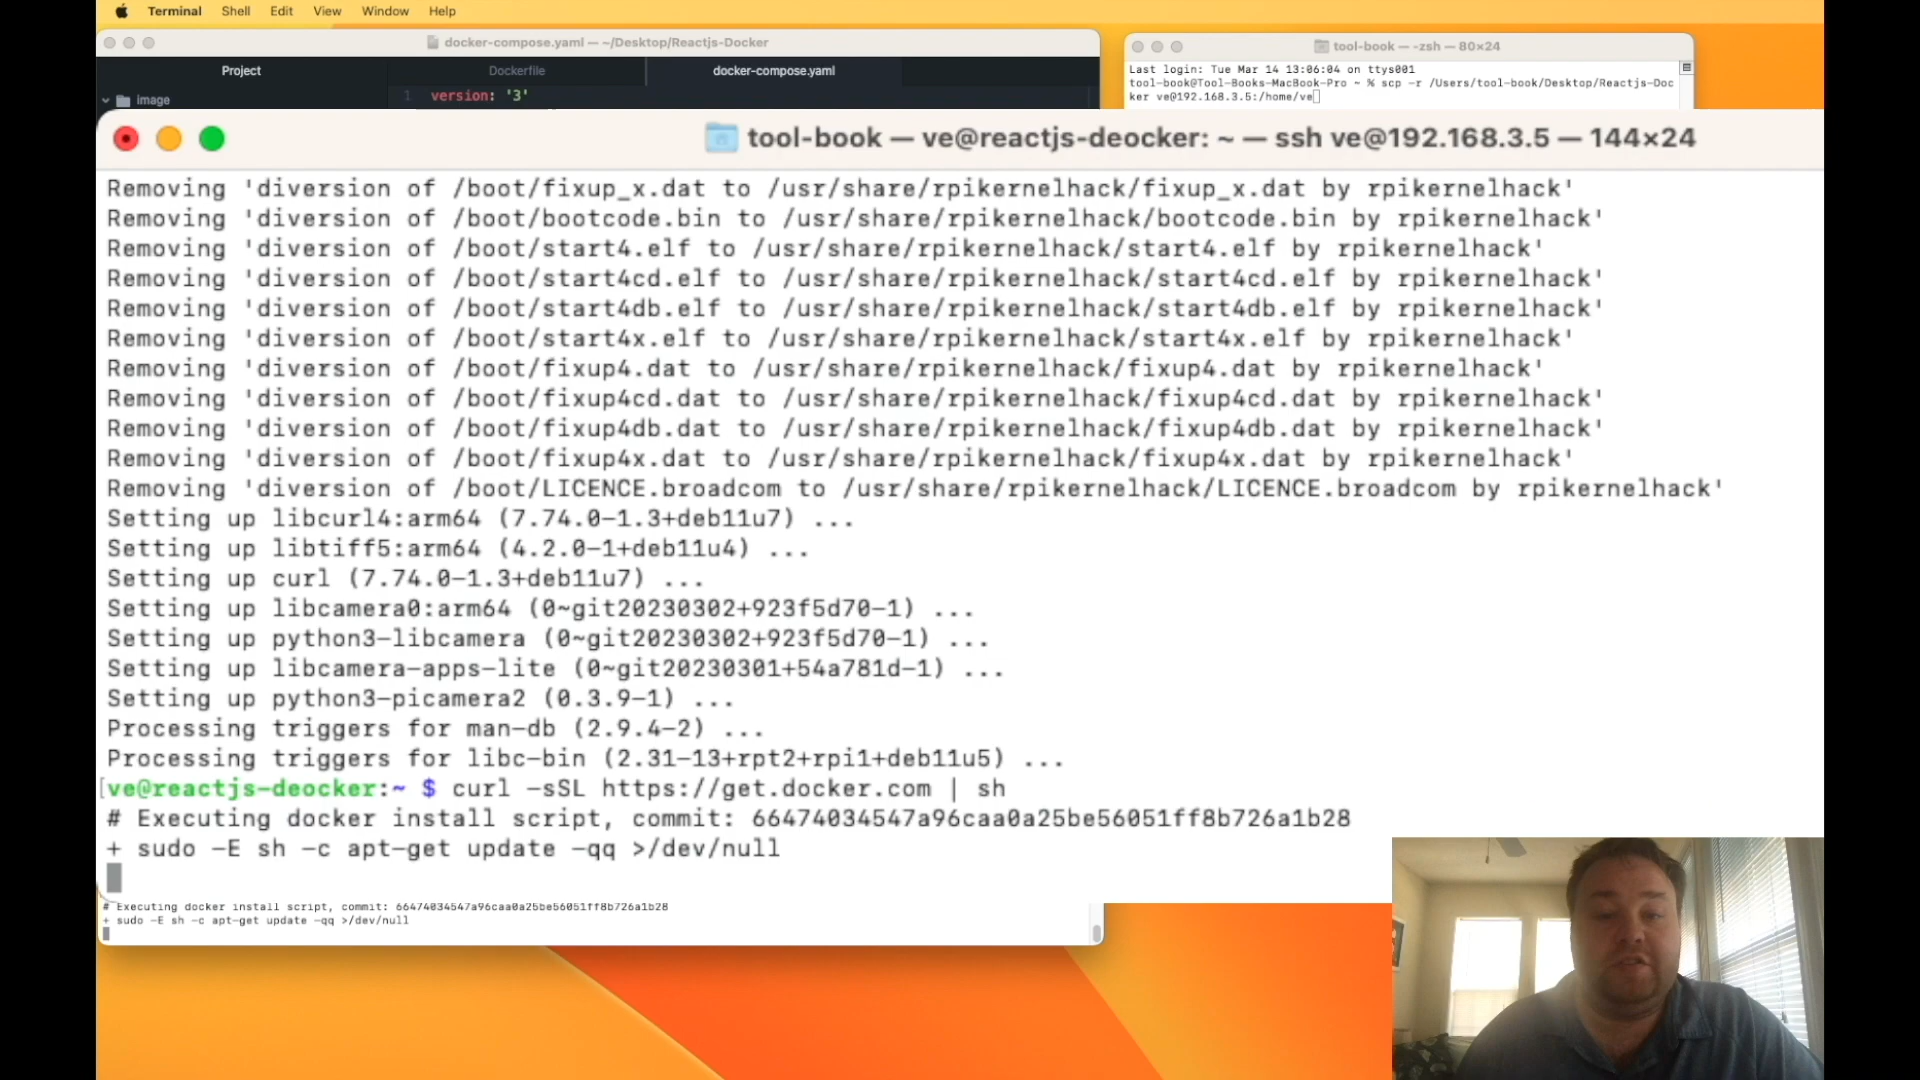 Terminal Shell Edit View Window Help
docker-compose.yaml — ~/Desktop/Reactjs-Docker
Project
Dockerfile
docker-compose.yaml
image
1 version: '3'
tool-book — -zsh — 80×24
Last login: Tue Mar 14 13:06:04 on ttys001
tool-book@Tool-Books-MacBook-Pro ~ % scp -r /Users/tool-book/Desktop/Reactjs-Doc
ker ve@192.168.3.5:/home/ve
tool-book — ve@reactjs-deocker: ~ — ssh ve@192.168.3.5 — 144×24
Removing 'diversion of /boot/fixup_x.dat to /usr/share/rpikernelhack/fixup_x.dat by rpikernelhack'
Removing 'diversion of /boot/bootcode.bin to /usr/share/rpikernelhack/bootcode.bin by rpikernelhack'
Removing 'diversion of /boot/start4.elf to /usr/share/rpikernelhack/start4.elf by rpikernelhack'
Removing 'diversion of /boot/start4cd.elf to /usr/share/rpikernelhack/start4cd.elf by rpikernelhack'
Removing 'diversion of /boot/start4db.elf to /usr/share/rpikernelhack/start4db.elf by rpikernelhack'
Removing 'diversion of /boot/start4x.elf to /usr/share/rpikernelhack/start4x.elf by rpikernelhack'
Removing 'diversion of /boot/fixup4.dat to /usr/share/rpikernelhack/fixup4.dat by rpikernelhack'
Removing 'diversion of /boot/fixup4cd.dat to /usr/share/rpikernelhack/fixup4cd.dat by rpikernelhack'
Removing 'diversion of /boot/fixup4db.dat to /usr/share/rpikernelhack/fixup4db.dat by rpikernelhack'
Removing 'diversion of /boot/fixup4x.dat to /usr/share/rpikernelhack/fixup4x.dat by rpikernelhack'
Removing 'diversion of /boot/LICENCE.broadcom to /usr/share/rpikernelhack/LICENCE.broadcom by rpikernelhack'
Setting up libcurl4:arm64 (7.74.0-1.3+deb11u7) ...
Setting up libtiff5:arm64 (4.2.0-1+deb11u4) ...
Setting up curl (7.74.0-1.3+deb11u7) ...
Setting up libcamera0:arm64 (0~git20230302+923f5d70-1) ...
Setting up python3-libcamera (0~git20230302+923f5d70-1) ...
Setting up libcamera-apps-lite (0~git20230301+54a781d-1) ...
Setting up python3-picamera2 (0.3.9-1) ...
Processing triggers for man-db (2.9.4-2) ...
Processing triggers for libc-bin (2.31-13+rpt2+rpi1+deb11u5) ...
[ve@reactjs-deocker:~ $ curl -sSL https://get.docker.com | sh
# Executing docker install script, commit: 66474034547a96caa0a25be56051ff8b726a1b28
+ sudo -E sh -c apt-get update -qq >/dev/null
# Executing docker install script, commit: 66474034547a96caa0a25be56051ff8b726a1b28
+ sudo -E sh -c apt-get update -qq >/dev/null